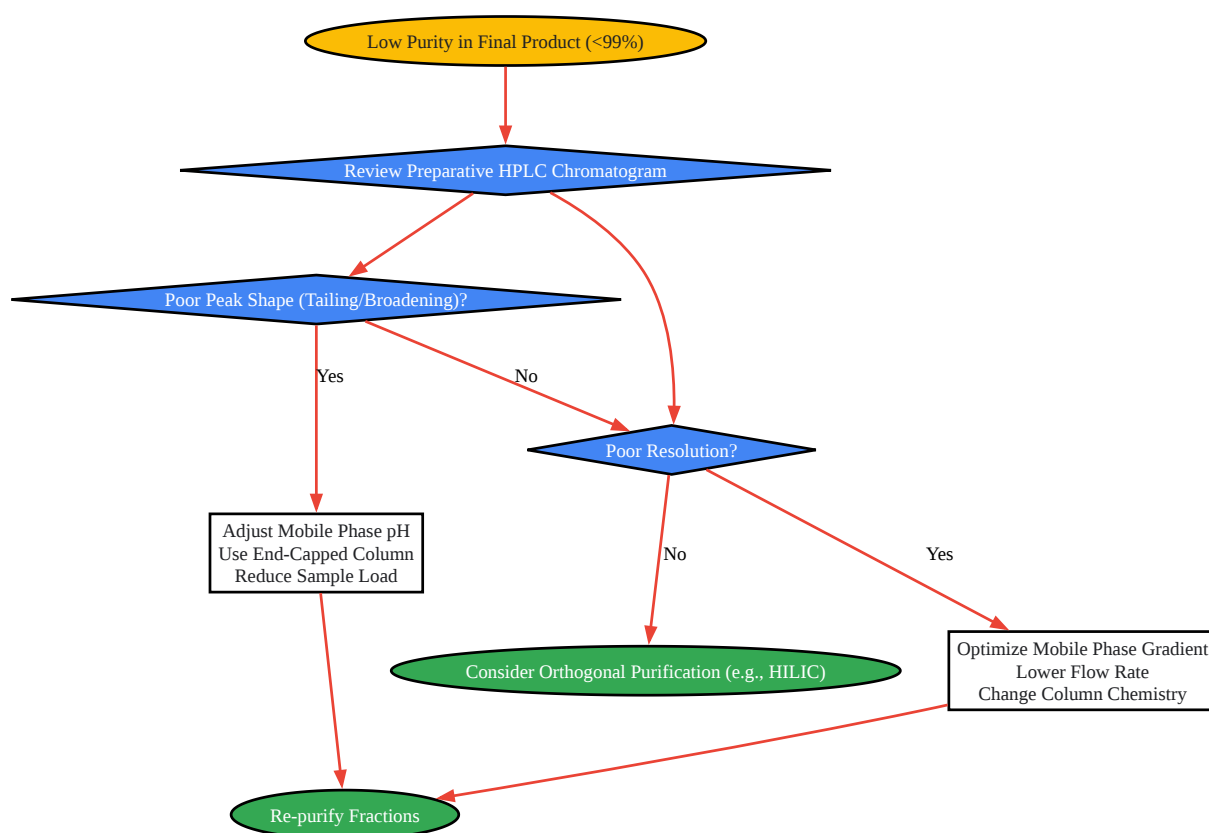 Low Purity in Final Product (<99%)
Review Preparative HPLC Chromatogram
Poor Peak Shape (Tailing/Broadening)?
Yes
No
Poor Resolution?
Adjust Mobile Phase pH
Use End-Capped Column
Reduce Sample Load
No
Yes
Consider Orthogonal Purification (e.g., HILIC)
Optimize Mobile Phase Gradient
Lower Flow Rate
Change Column Chemistry
Re-purify Fractions